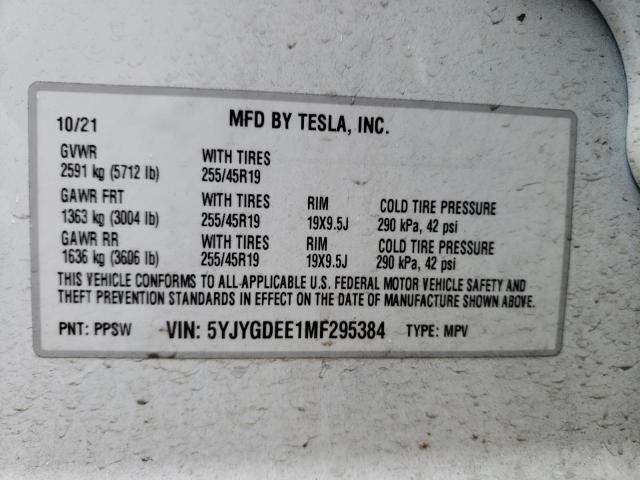 10/21 MFD BY TESLA, INC.
GVWR WITH TIRES
2591 kg (5712 lb) 255/45R19
GAWR FRT WITH TIRES RIM COLD TIRE PRESSURE
1363 kg (3004 lb) 255/45R19 19X9.5J 290 kPa, 42 psi
GAWR RR WITH TIRES RIM COLD TIRE PRESSURE
1636 kg (3606 lb) 255/45R19 19X9.5J 290 kPa, 42 psi
THIS VEHICLE CONFORMS TO ALL APPLICABLE U.S. FEDERAL MOTOR VEHICLE SAFETY AND
THEFT PREVENTION STANDARDS IN EFFECT ON THE DATE OF MANUFACTURE SHOWN ABOVE.
PNT: PPSW VIN: 5YJYGDEE1MF295384 TYPE: MPV